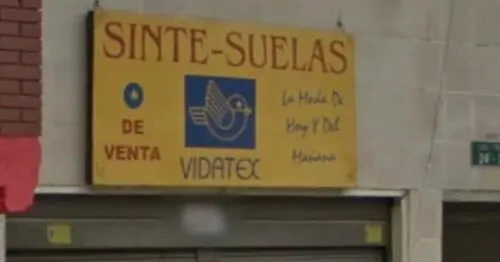 SINTE-SUELAS
DE
VENTA
VIDATEX
La Moda De
Hoy Y Del
Mañana